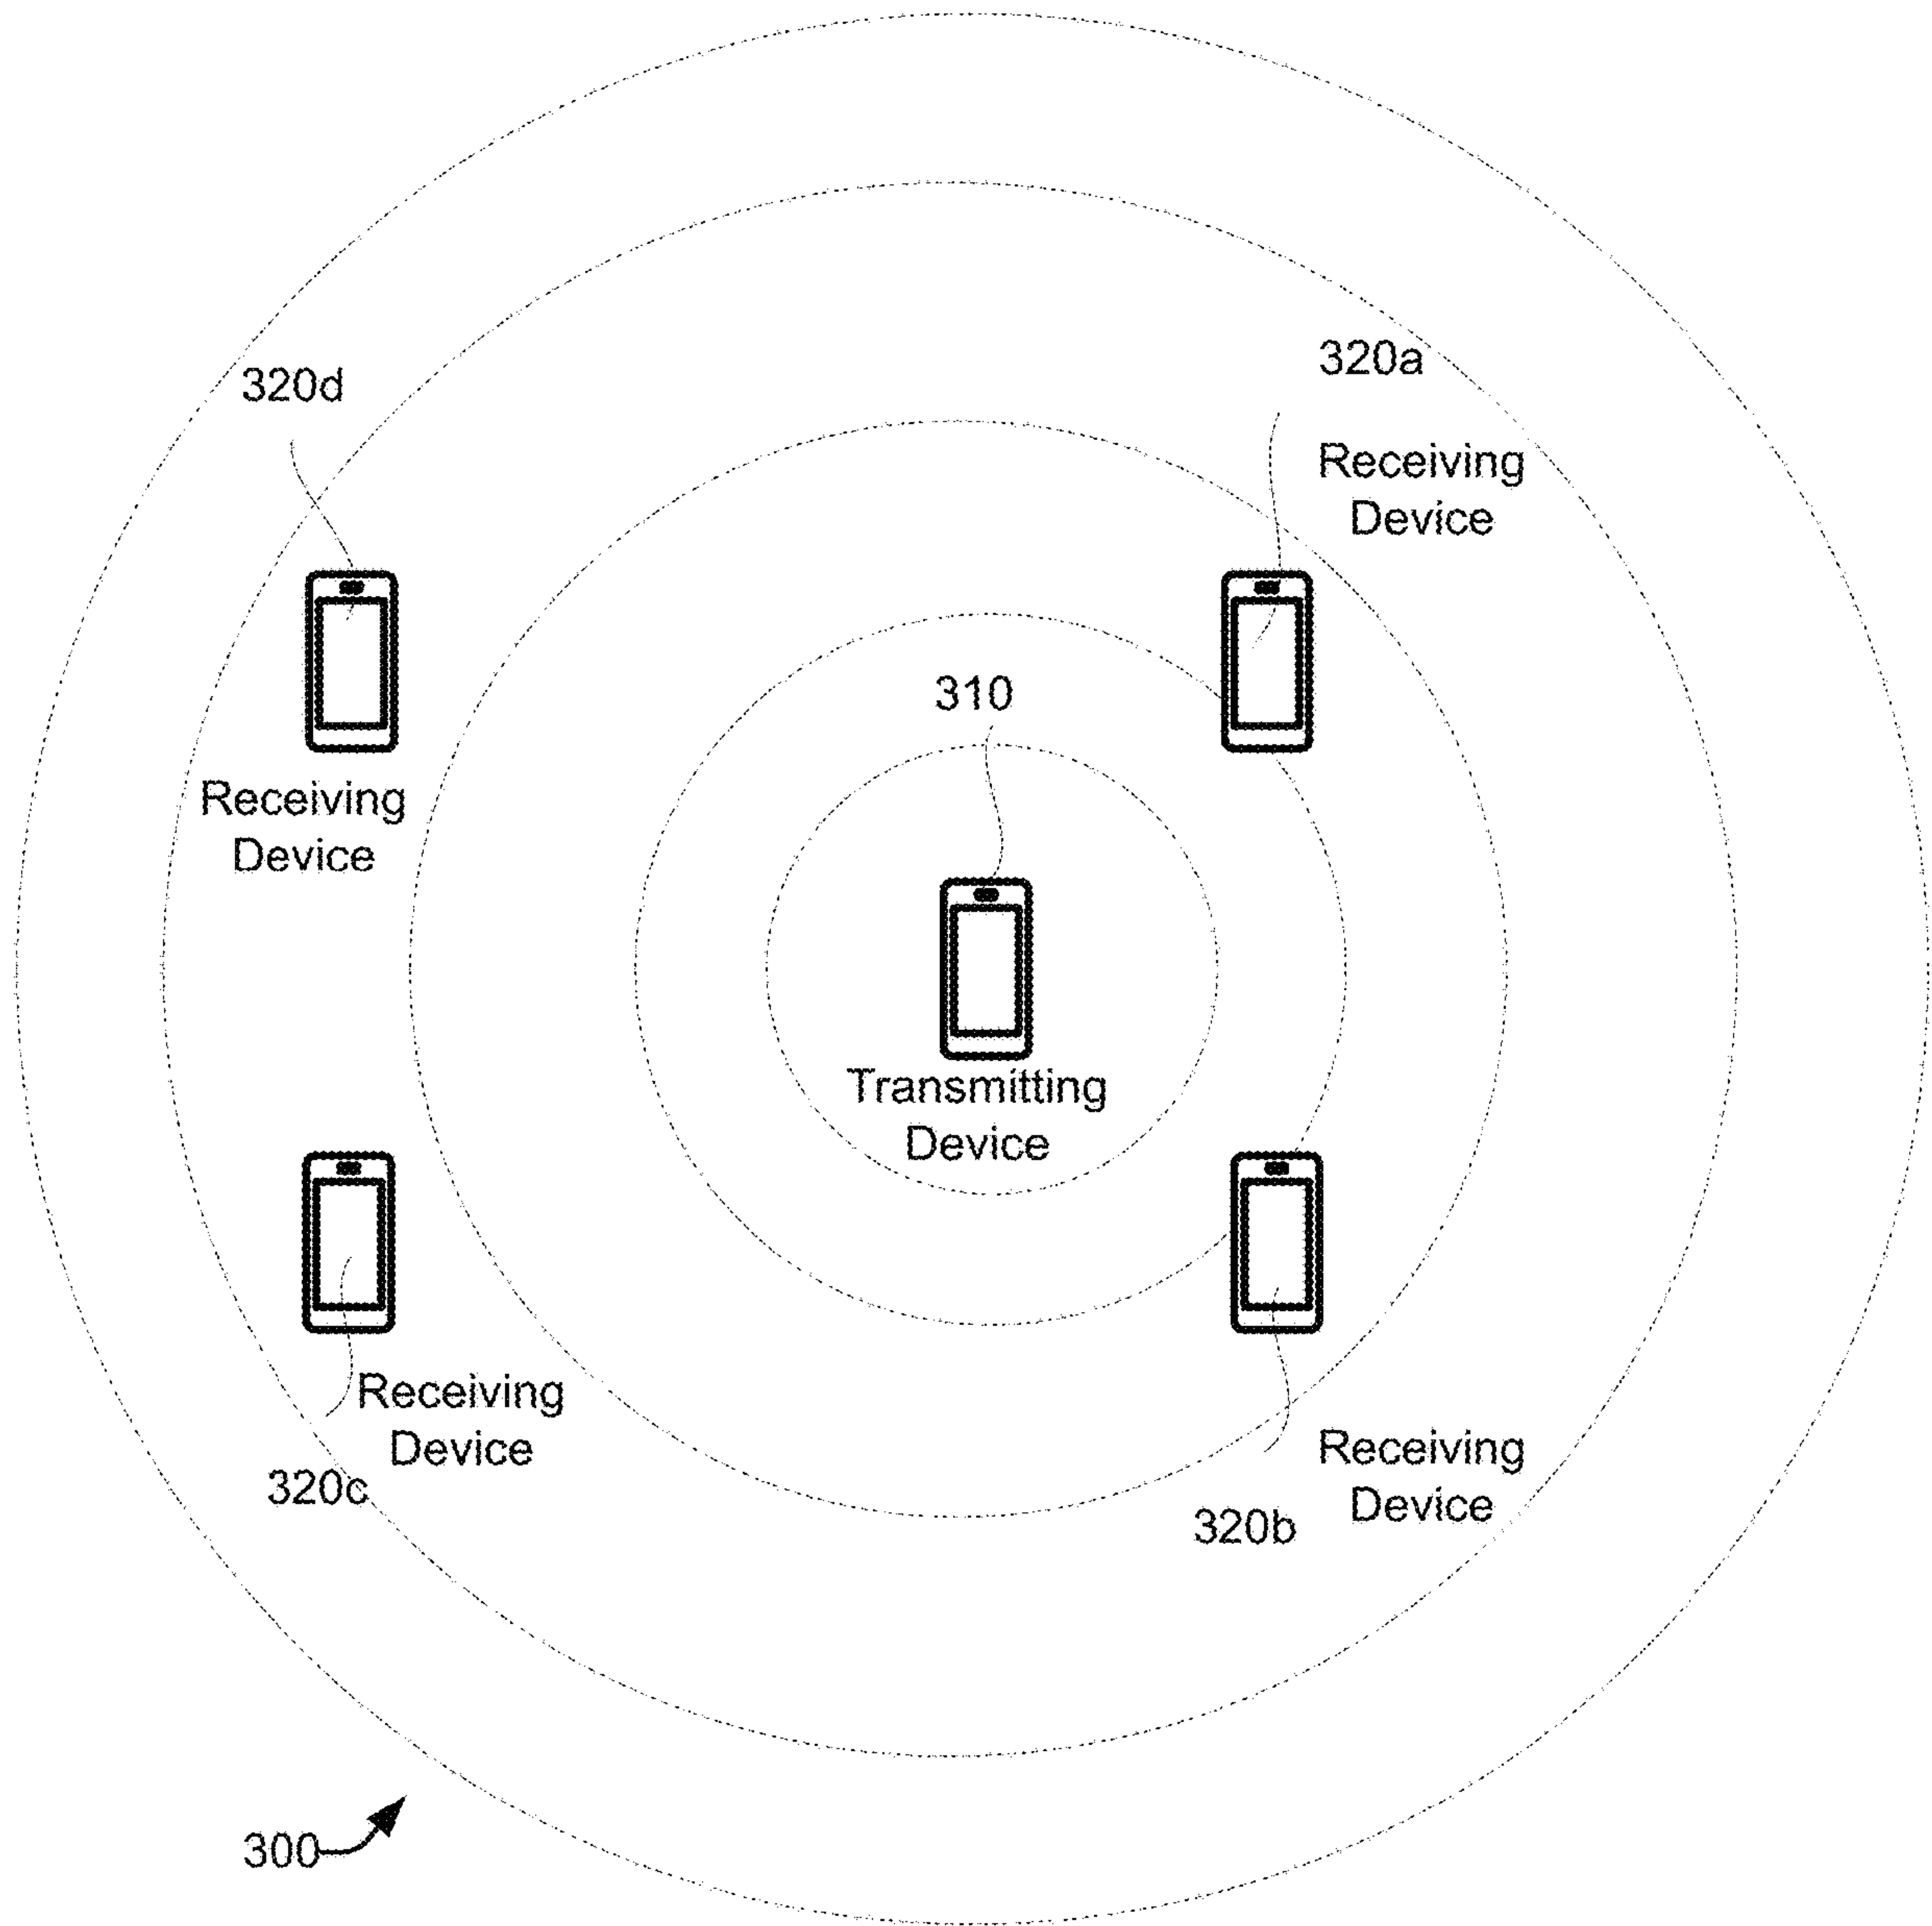 320a
320d
Receiving
Device
310
Receiving
Device
Transmitting
Device
Receiving
Device
320c
Receiving
Device
320b
300